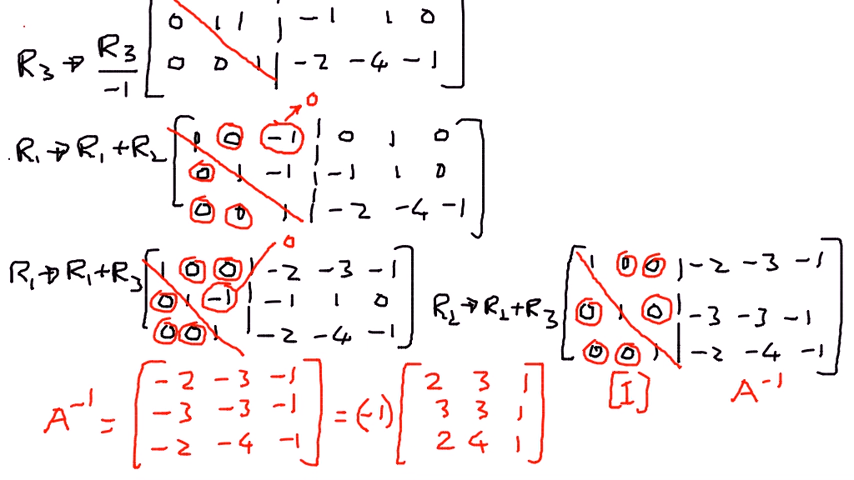 0 1 1 | -1 1 0
R3 → R3/-1 0 0 1 | -2 -4 -1
0
R1 → R1 + R2 1 0 -1 | 0 1 0
0 1 -1 | -1 1 0
0 0 1 | -2 -4 -1
0
R1 → R1 + R3 1 0 0 | -2 -3 -1
0 1 -1 | -1 1 0
0 0 1 | -2 -4 -1
R2 → R2 + R3 1 0 0 | -2 -3 -1
0 1 0 | -3 -3 -1
0 0 1 | -2 -4 -1
[I] A^-1
A^-1 = [-2 -3 -1 = (-1) [2 3 1
-3 -3 -1 3 3 1
-2 -4 -1] 2 4 1]